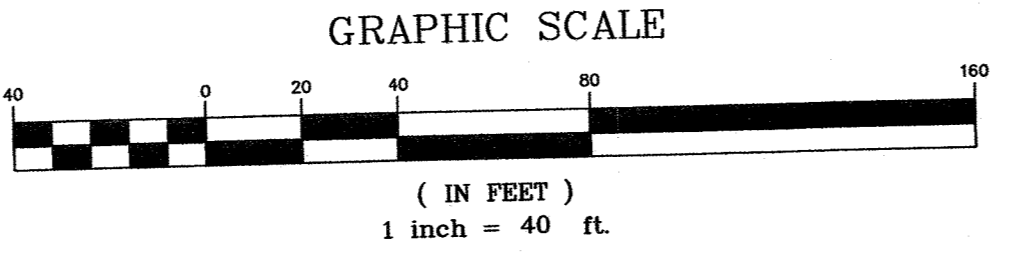 GRAPHIC SCALE
40 0 20 40 80 160
( IN FEET )
1 inch = 40 ft.